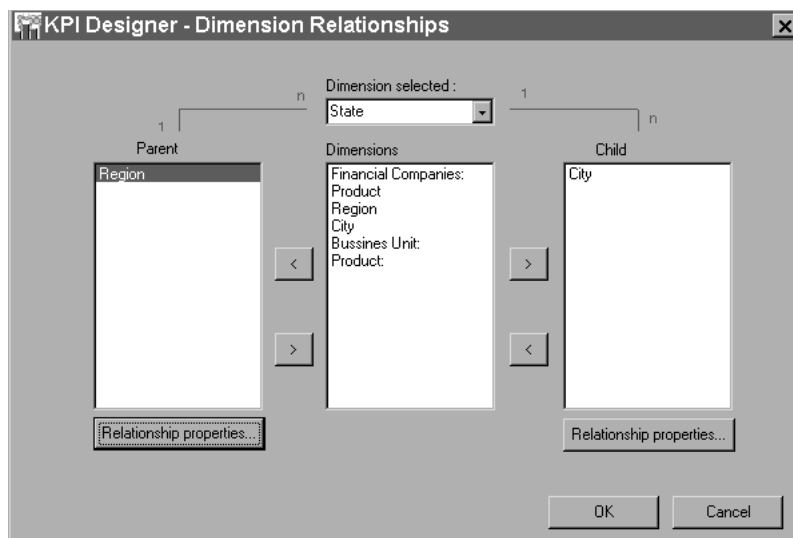 KPI Designer - Dimension Relationships
Dimension selected :
n
1
State
1
n
Parent
Dimensions
Child
Region
Financial Companies:
Product
Region
City
Bussines Unit:
Product:
City
<
>
>
<
Relationship properties...
Relationship properties...
OK
Cancel